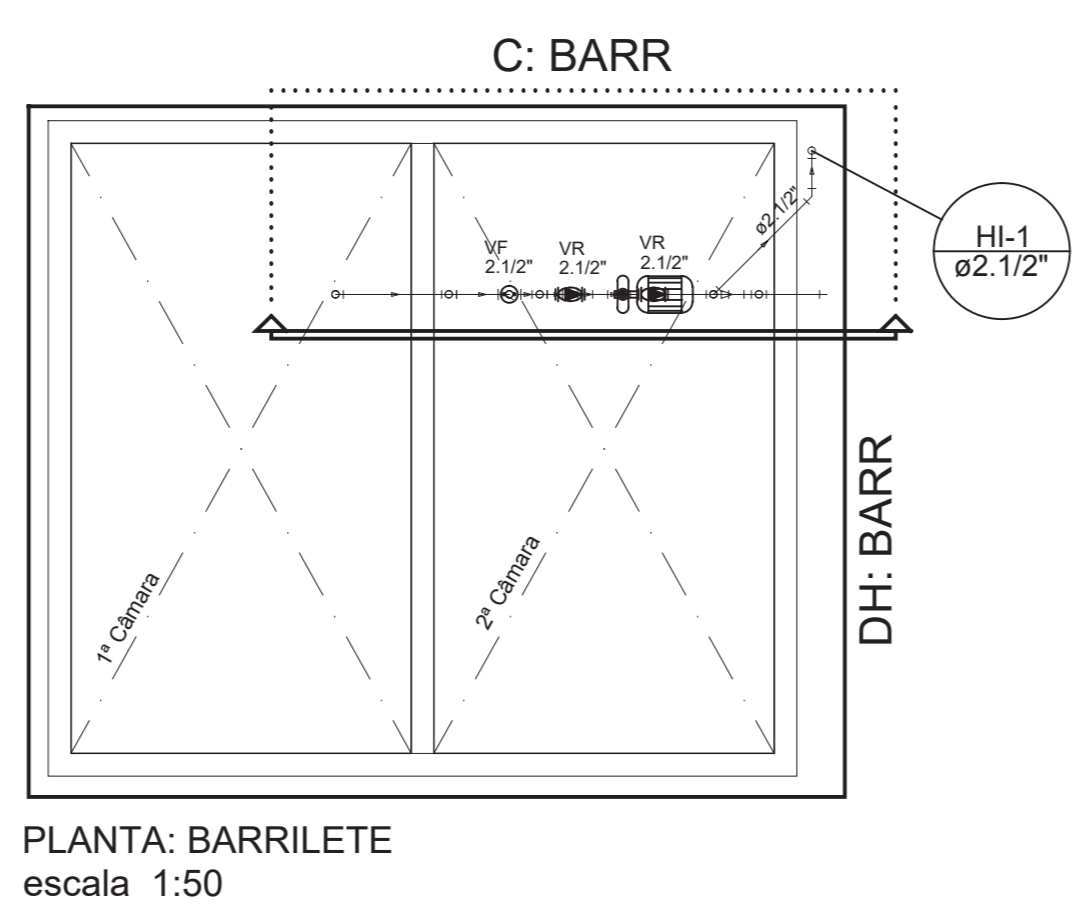 C: BARR
VF
2.1/2"
VR
2.1/2"
VR
2.1/2"
ø2.1/2"
HI-1
ø2.1/2"
1ª Câmara
2ª Câmara
DH: BARR
PLANTA: BARRILETE
escala 1:50